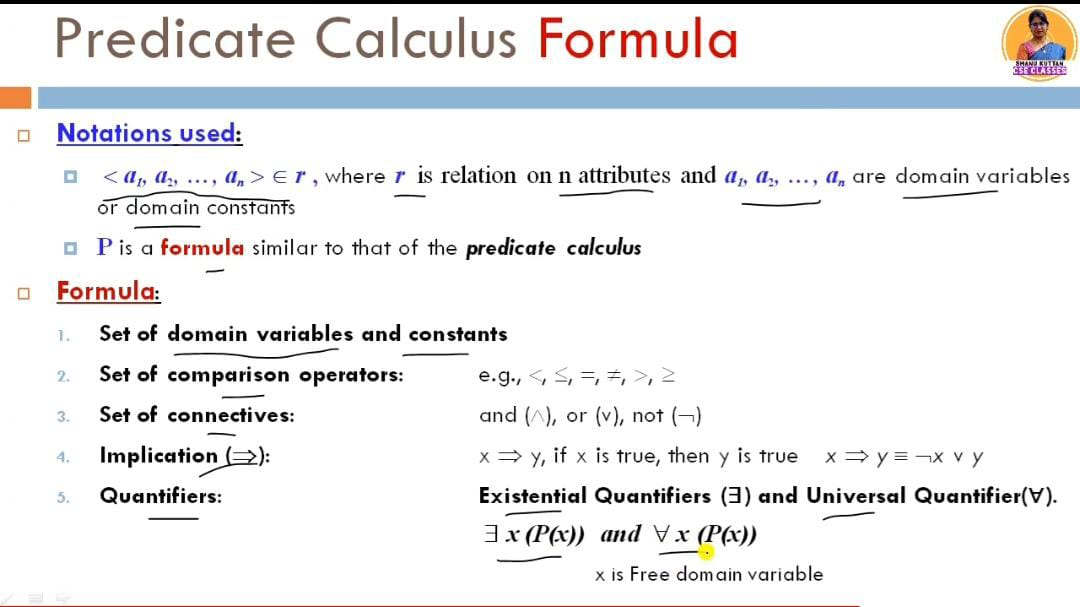 Predicate Calculus Formula
SHANU KUTTAN
CSE CLASSES
Notations used:
< a₁, a₂, …, aₙ > ∈ r , where r is relation on n attributes and a₁, a₂, …, aₙ are domain variables
or domain constants
P is a formula similar to that of the predicate calculus
Formula:
1. Set of domain variables and constants
2. Set of comparison operators: e.g., <, ≤, =, ≠, >, ≥
3. Set of connectives: and (∧), or (v), not (¬)
4. Implication (⇒): x ⇒ y, if x is true, then y is true x ⇒ y ≡ ¬x v y
5. Quantifiers: Existential Quantifiers (∃) and Universal Quantifier(∀).
∃ x (P(x)) and ∀ x (P(x))
x is Free domain variable